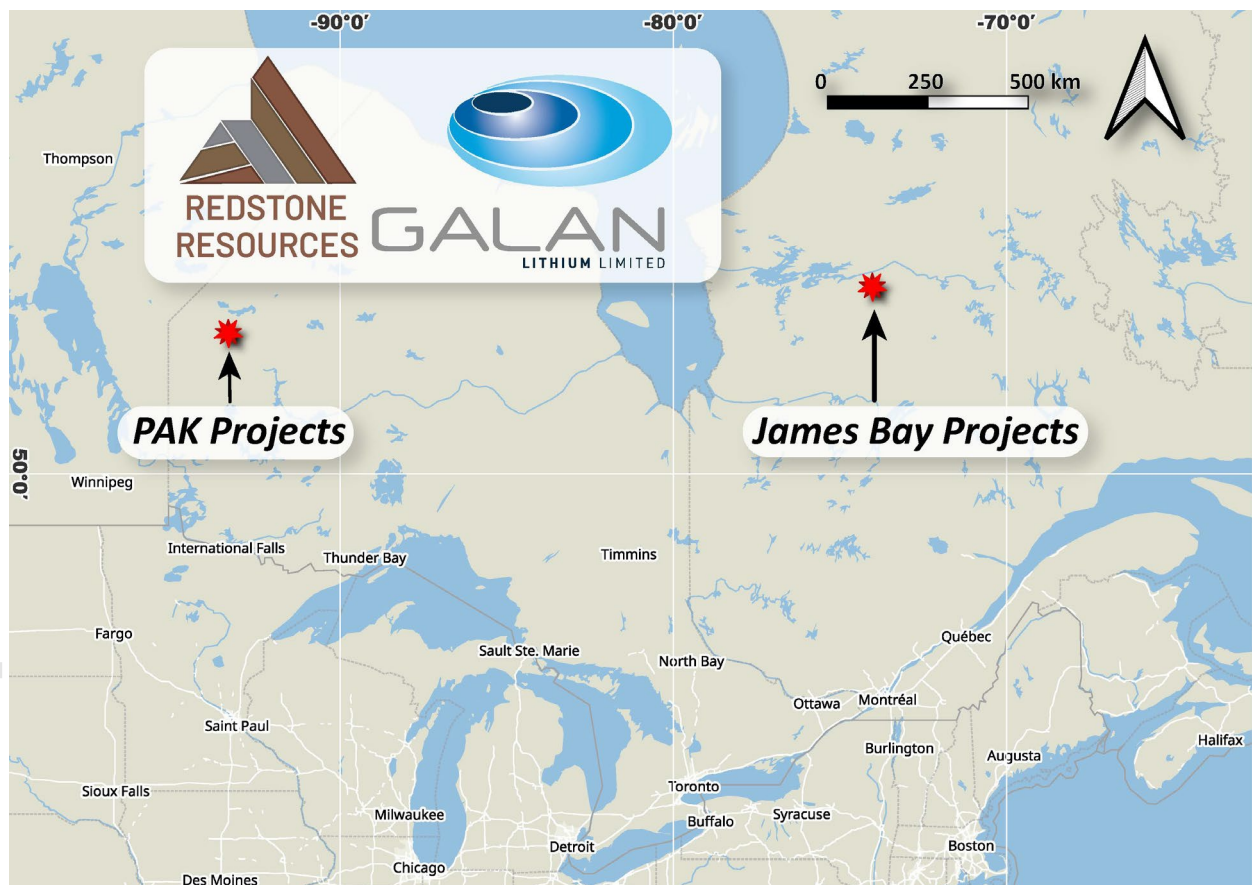 -90°0'
-80°0'
-70°0'
0 250 500 km
Thompson
REDSTONE
RESOURCES
GALAN
LITHIUM LIMITED
PAK Projects
James Bay Projects
50°0'
Winnipeg
International Falls
Thunder Bay
Timmins
Fargo
Sault Ste. Marie
North Bay
Québec
Ottawa
Montréal
Saint Paul
Burlington
Augusta
Halifax
Sioux Falls
Milwaukee
Toronto
Buffalo
Syracuse
Detroit
Boston
Chicago
Des Moines